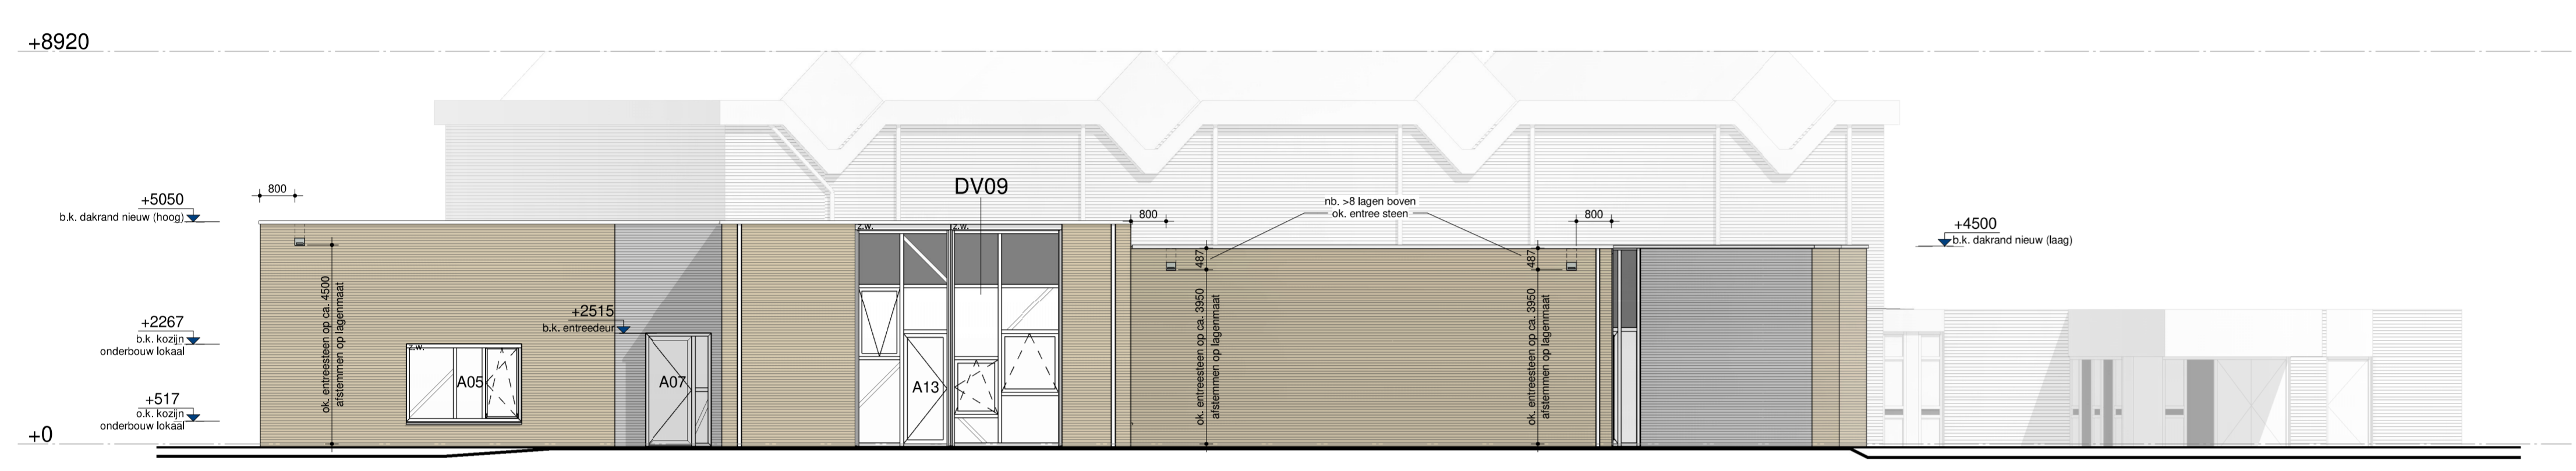 +8920
+5050
b.k. dakrand nieuw (hoog)
800
DV09
800
nb. >8 lagen boven
ok. entree steen
800
+4500
b.k. dakrand nieuw (laag)
z.w.
z.w.
487
487
ok. entreesteen op ca. 4500
afstemmen op lagenmaat
+2515
b.k. entreedeur
+2267
b.k. kozijn
onderbouw lokaal
z.w.
A05
A07
A13
ok. entreesteen op ca. 3950
afstemmen op lagenmaat
ok. entreesteen op ca. 3950
afstemmen op lagenmaat
+517
o.k. kozijn
onderbouw lokaal
+0